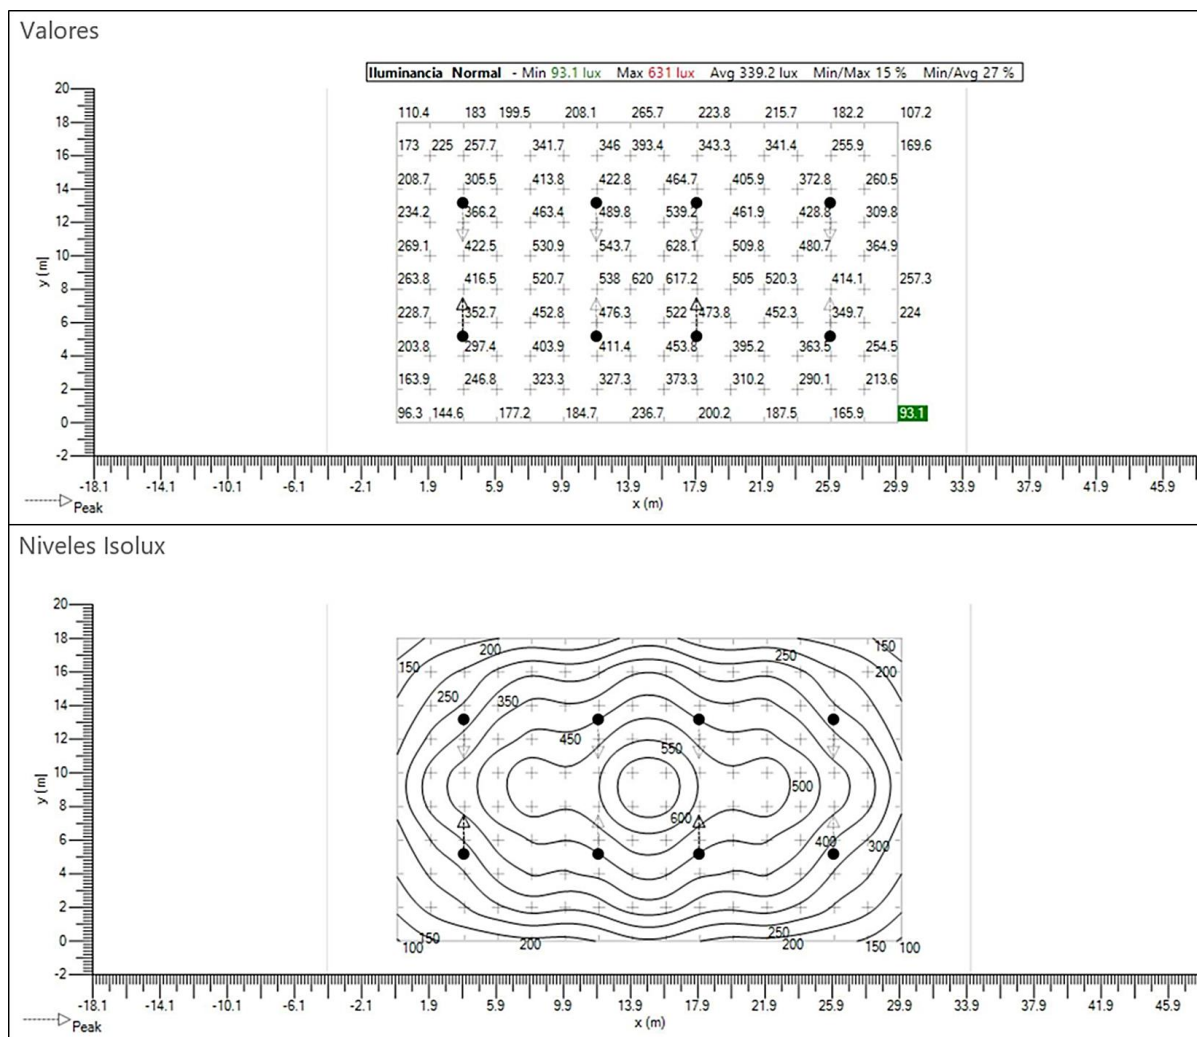 Valores
Iluminancia Normal - Min 93.1 lux Max 631 lux Avg 339.2 lux Min/Max 15 % Min/Avg 27 %
20
110.4 183 199.5 208.1 265.7 223.8 215.7 182.2 107.2
18
173 225 257.7 341.7 346 393.4 343.3 341.4 255.9 169.6
16
208.7 305.5 413.8 422.8 464.7 405.9 372.8 260.5
14
234.2 366.2 463.4 489.8 539.2 461.9 428.8 309.8
12
269.1 422.5 530.9 543.7 628.1 509.8 480.7 364.9
10
y (m)
263.8 416.5 520.7 538 620 617.2 505 520.3 414.1 257.3
8
228.7 352.7 452.8 476.3 522 473.8 452.3 349.7 224
6
203.8 297.4 403.9 411.4 453.8 395.2 363.5 254.5
4
163.9 246.8 323.3 327.3 373.3 310.2 290.1 213.6
2
96.3 144.6 177.2 184.7 236.7 200.2 187.5 165.9 93.1
0
-2
-18.1 -14.1 -10.1 -6.1 -2.1 1.9 5.9 9.9 13.9 17.9 21.9 25.9 29.9 33.9 37.9 41.9 45.9
x (m)
Peak
Niveles Isolux
20
18
200 250 150
16
150 200
14
250 350
12
450 550
10
y (m)
500
8
600
6
400 300
4
2
0
100 150 200 250 200 150 100
-2
-18.1 -14.1 -10.1 -6.1 -2.1 1.9 5.9 9.9 13.9 17.9 21.9 25.9 29.9 33.9 37.9 41.9 45.9
x (m)
Peak